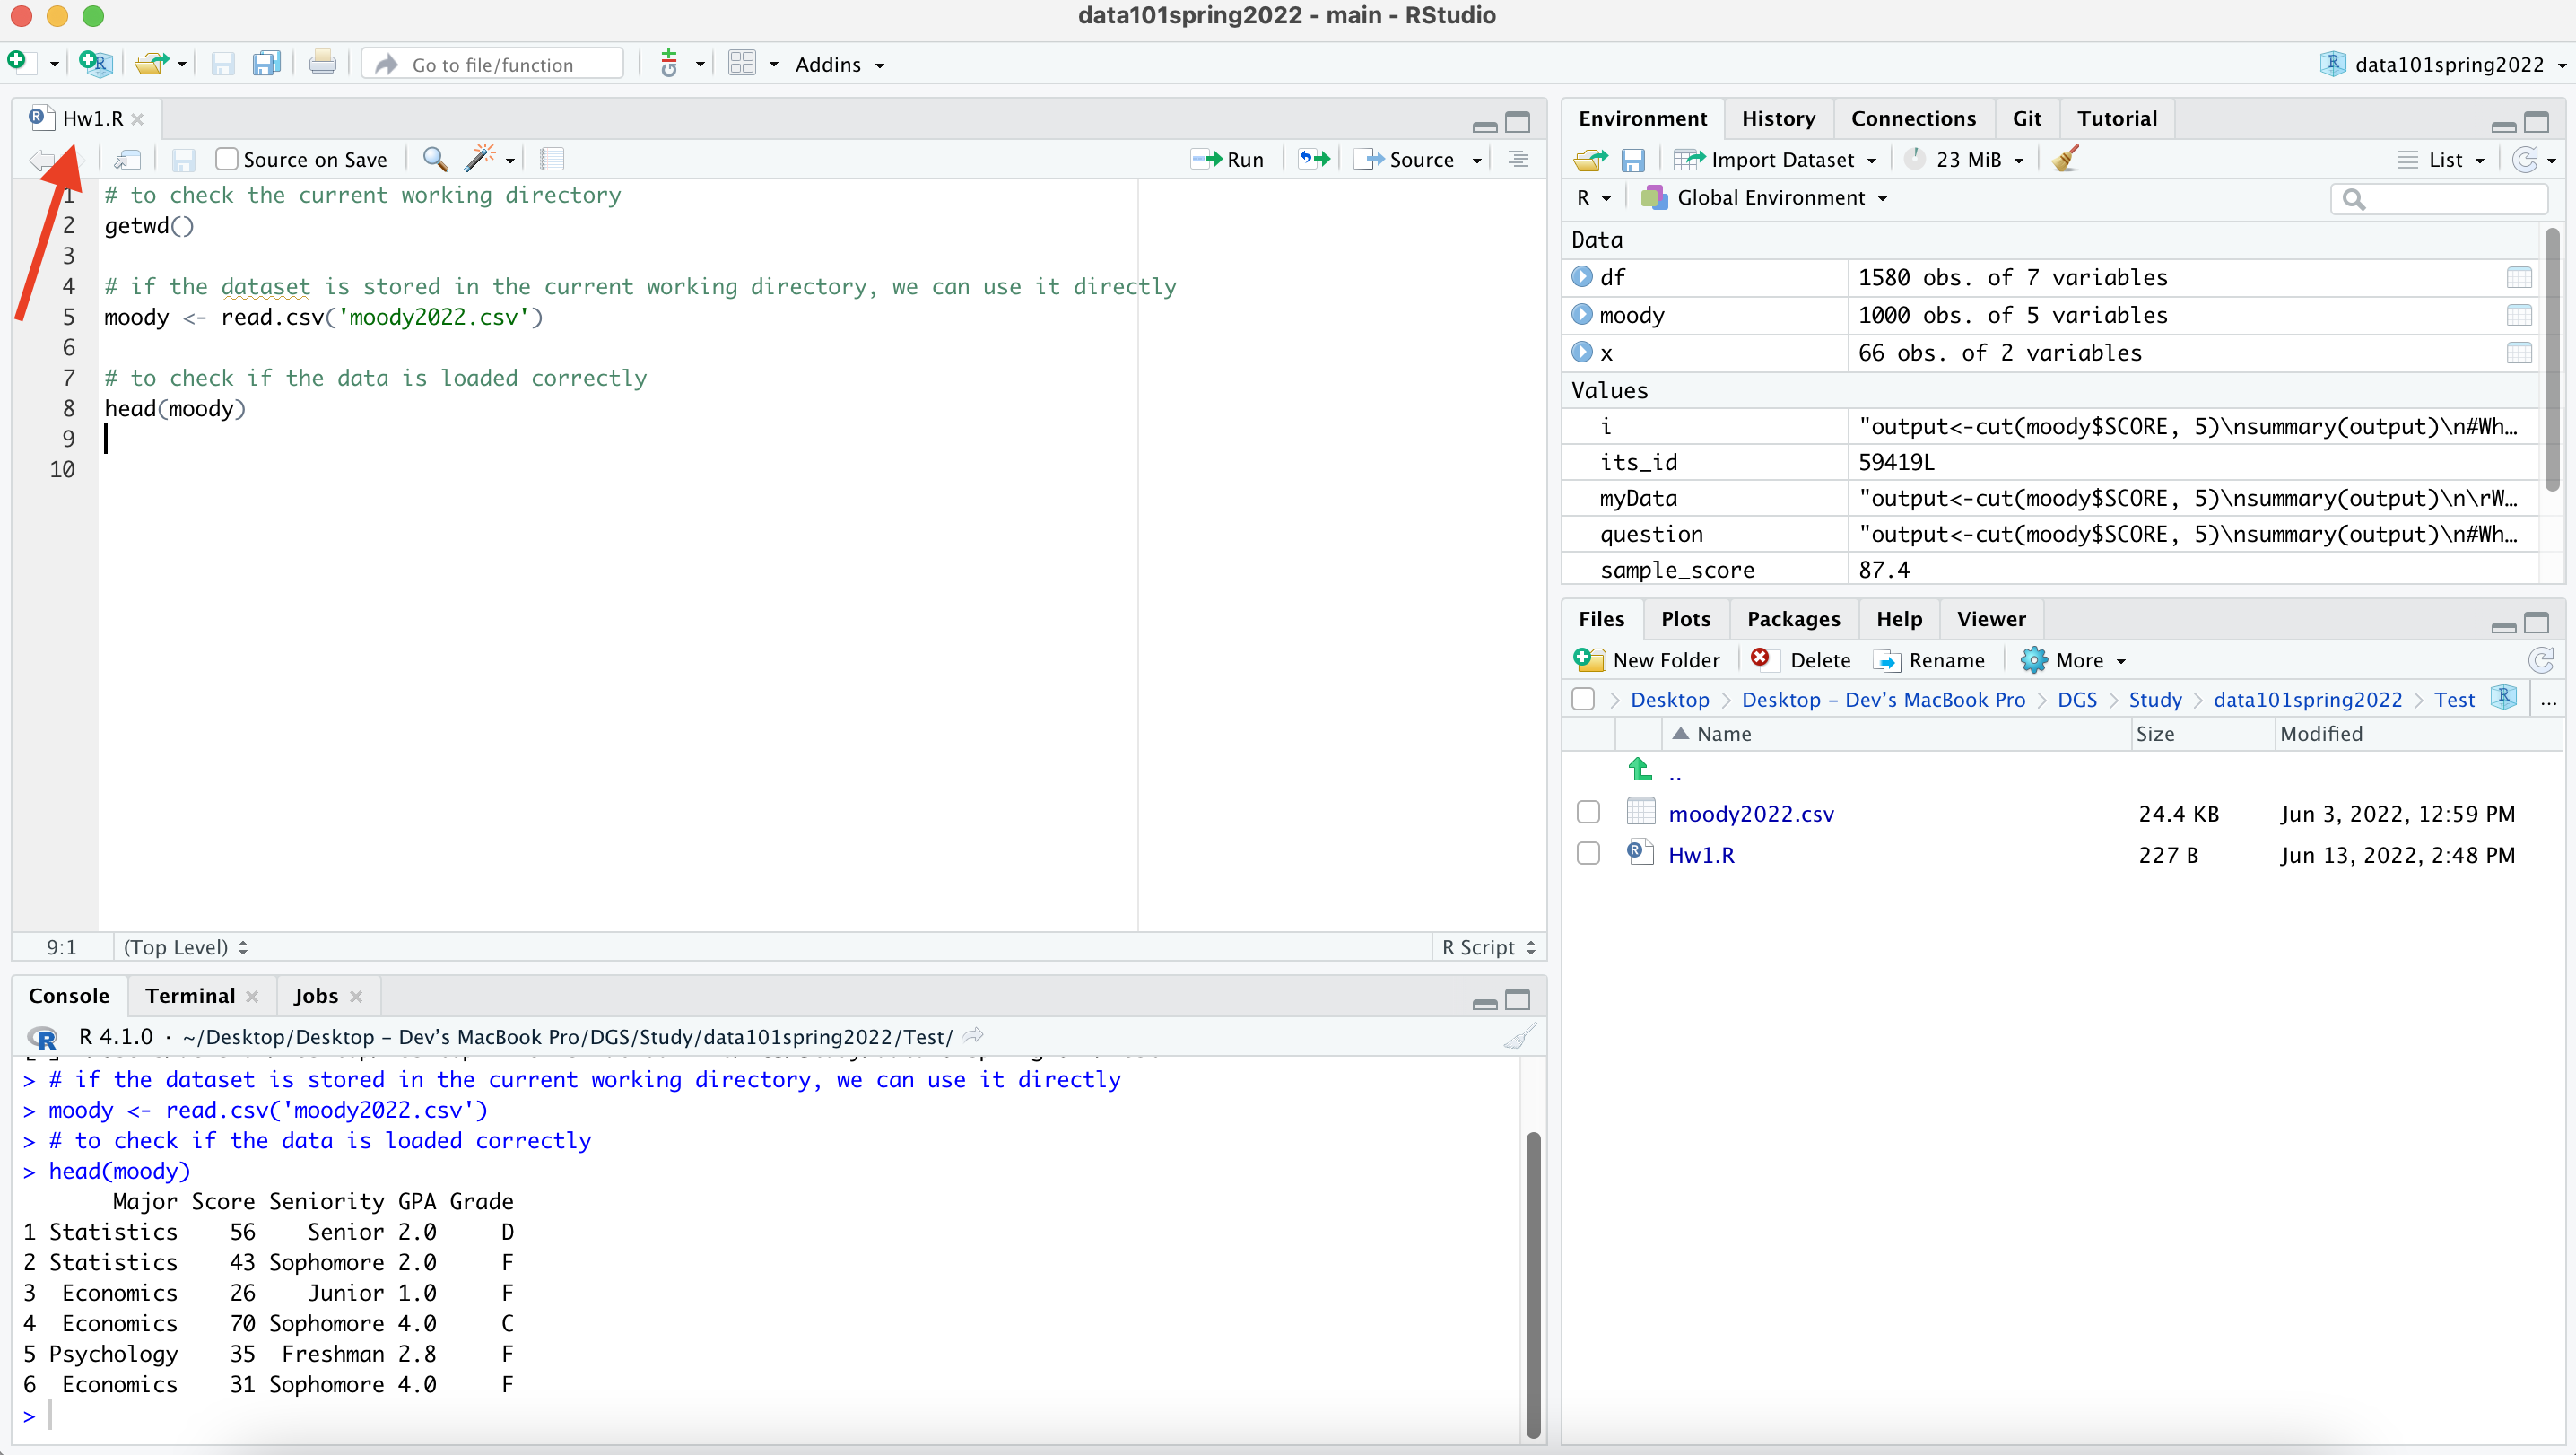 data101spring2022 - main - RStudio
Go to file/function
Addins
data101spring2022
Hw1.R
Source on Save
Run
Source
1 # to check the current working directory
2 getwd()
3
4 # if the dataset is stored in the current working directory, we can use it directly
5 moody <- read.csv('moody2022.csv')
6
7 # to check if the data is loaded correctly
8 head(moody)
9
10
9:1 (Top Level) R Script
Console Terminal Jobs
R 4.1.0 · ~/Desktop/Desktop – Dev's MacBook Pro/DGS/Study/data101spring2022/Test/
> # if the dataset is stored in the current working directory, we can use it directly
> moody <- read.csv('moody2022.csv')
> # to check if the data is loaded correctly
> head(moody)
Major Score Seniority GPA Grade
1 Statistics 56 Senior 2.0 D
2 Statistics 43 Sophomore 2.0 F
3 Economics 26 Junior 1.0 F
4 Economics 70 Sophomore 4.0 C
5 Psychology 35 Freshman 2.8 F
6 Economics 31 Sophomore 4.0 F
>
Environment History Connections Git Tutorial
Import Dataset 23 MiB List
R Global Environment
Data
df 1580 obs. of 7 variables
moody 1000 obs. of 5 variables
x 66 obs. of 2 variables
Values
i "output<-cut(moody$SCORE, 5)\nsummary(output)\n#Wh…
its_id 59419L
myData "output<-cut(moody$SCORE, 5)\nsummary(output)\n\rW…
question "output<-cut(moody$SCORE, 5)\nsummary(output)\n#Wh…
sample_score 87.4
Files Plots Packages Help Viewer
New Folder Delete Rename More
Desktop Desktop – Dev's MacBook Pro DGS Study data101spring2022 Test ...
Name Size Modified
..
moody2022.csv 24.4 KB Jun 3, 2022, 12:59 PM
Hw1.R 227 B Jun 13, 2022, 2:48 PM